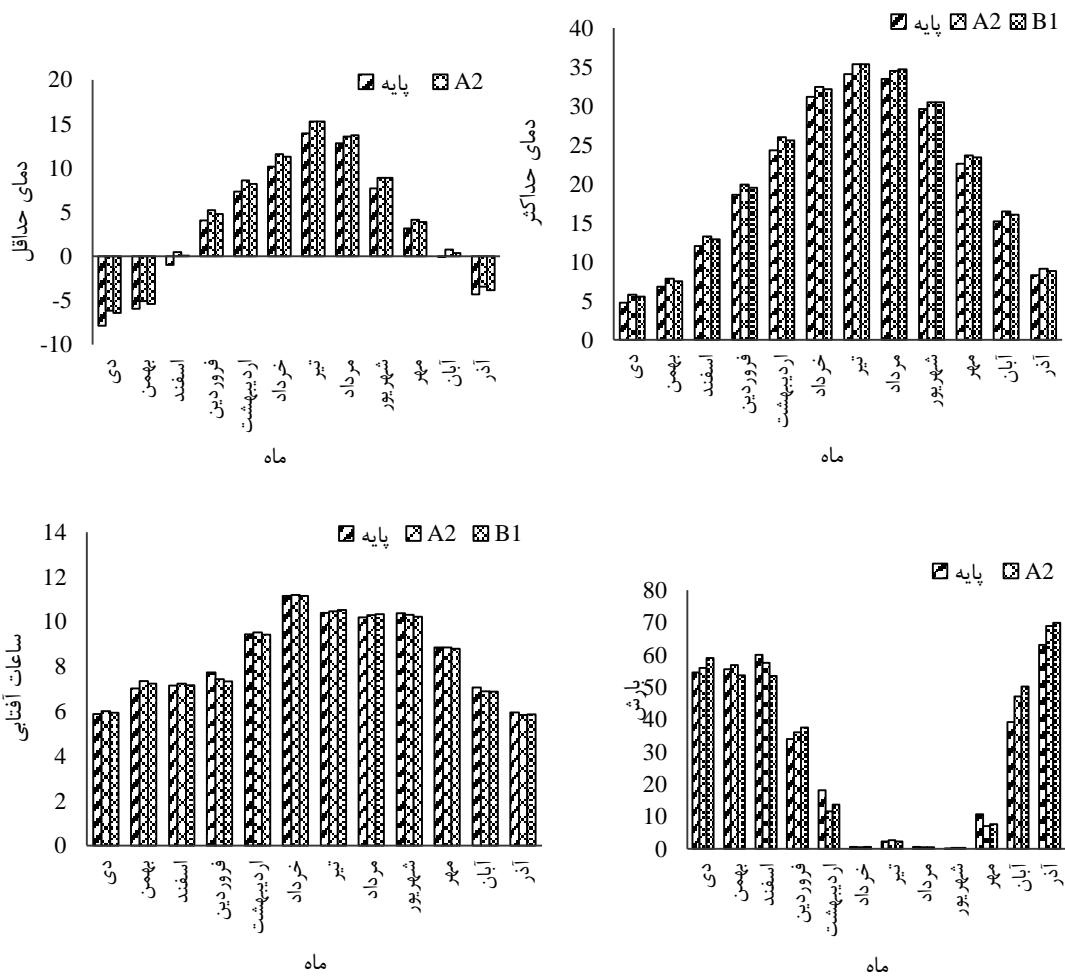 پایه A2
دمای حداقل
20
15
10
5
0
-5
-10
دی
بهمن
اسفند
فروردین
اردیبهشت
خرداد
تیر
مرداد
شهریور
مهر
آبان
آذر
ماه
پایه A2 B1
دمای حداکثر
40
35
30
25
20
15
10
5
0
دی
بهمن
اسفند
فروردین
اردیبهشت
خرداد
تیر
مرداد
شهریور
مهر
آبان
آذر
ماه
پایه A2 B1
ساعات آفتابی
14
12
10
8
6
4
2
0
دی
بهمن
اسفند
فروردین
اردیبهشت
خرداد
تیر
مرداد
شهریور
مهر
آبان
آذر
ماه
پایه A2
بارش
80
70
60
50
40
30
20
10
0
دی
بهمن
اسفند
فروردین
اردیبهشت
خرداد
تیر
مرداد
شهریور
مهر
آبان
آذر
ماه